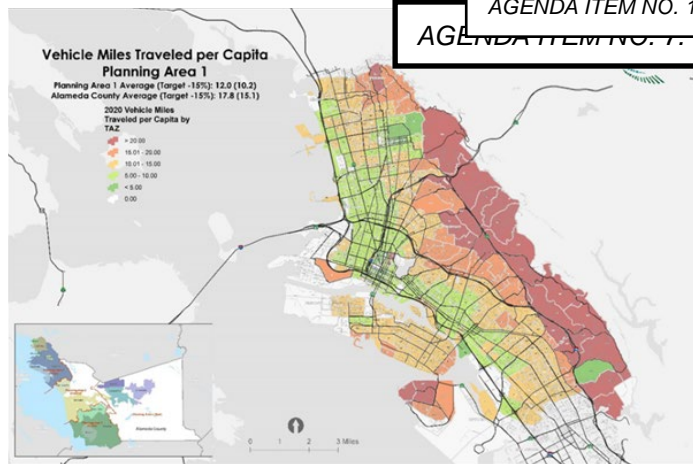 AGENDA ITEM NO. 1
AGENDA ITEM NO. 7.
Vehicle Miles Traveled per Capita
Planning Area 1
Planning Area 1 Average (Target -15%): 12.0 (10.2)
Alameda County Average (Target -15%): 17.8 (15.1)
2020 Vehicle Miles
Traveled per Capita by
TAZ
> 20.00
15.01 - 20.00
10.01 - 15.00
5.00 - 10.00
< 5.00
0.00
Alameda County
0 1 2 3 Miles